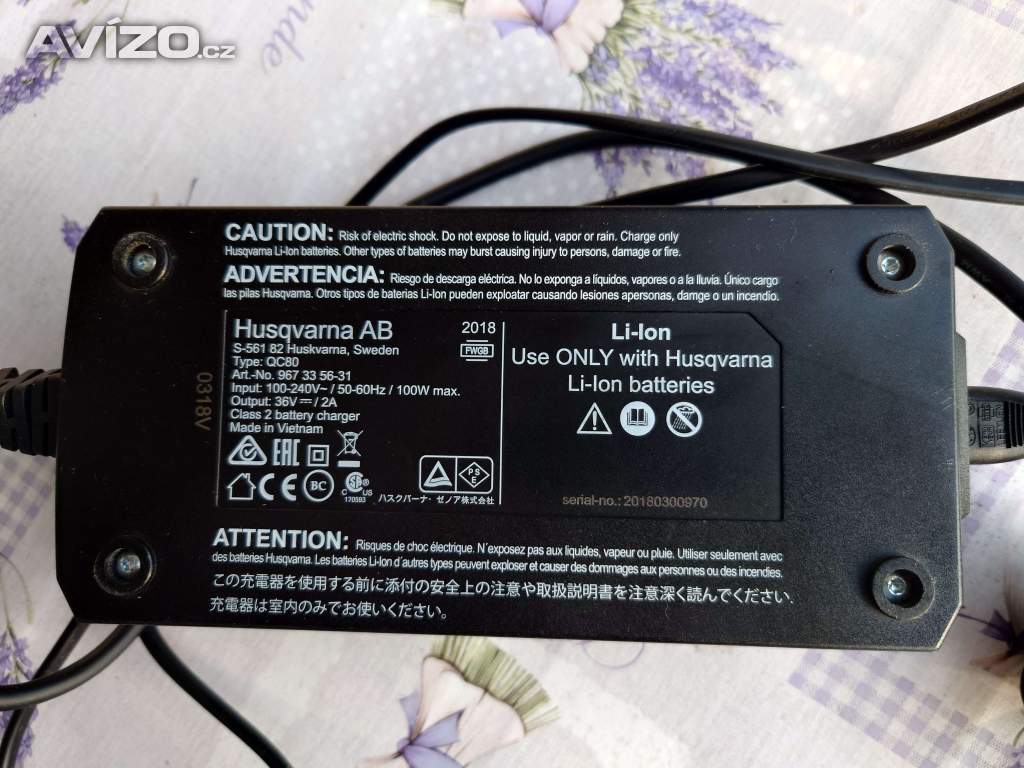 AVÍZO.cz
CAUTION: Risk of electric shock. Do not expose to liquid, vapor or rain. Charge only
Husqvarna Li-Ion batteries. Other types of batteries may burst causing injury to persons, damage or fire.
ADVERTENCIA: Riesgo de descarga eléctrica. No lo exponga a líquidos, vapores o a la lluvia. Único cargo
las pilas Husqvarna. Otros tipos de baterias Li-Ion pueden explotar causando lesiones apersonas, damge o un incendio.
Husqvarna AB 2018
S-561 82 Huskvarna, Sweden
FWGB
Type: QC80
Art.-No. 967 33 56-31
Input: 100-240V~ / 50-60Hz / 100W max.
Output: 36V⎓/ 2A
Class 2 battery charger
Made in Vietnam
EAC
CE BC
C SA US
170593
PSE
ハスクバーナ・ゼノア株式会社
Li-Ion
Use ONLY with Husqvarna
Li-Ion batteries
serial-no.: 20180300970
0318V
ATTENTION: Risques de choc électrique. N´exposez pas aux liquides, vapeur ou pluie. Utiliser seulement avec
des batteries Husqvarna. Les batteries Li-Ion d´autres types peuvent exploser et causer des dommages aux personnes ou des incendies.
この充電器を使用する前に添付の安全上の注意や取扱説明書を注意深く読んでください.
充電器は室内のみでお使いください。